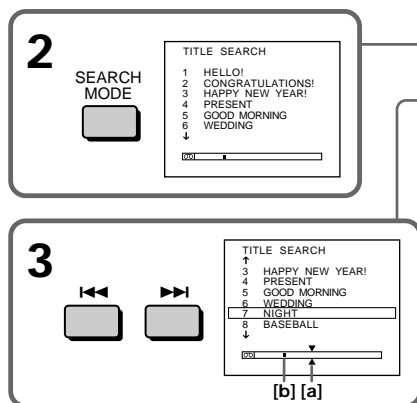 2
SEARCH
MODE
TITLE SEARCH
1 HELLO!
2 CONGRATULATIONS!
3 HAPPY NEW YEAR!
4 PRESENT
5 GOOD MORNING
6 WEDDING
↓
3
TITLE SEARCH
↑
3 HAPPY NEW YEAR!
4 PRESENT
5 GOOD MORNING
6 WEDDING
7 NIGHT
8 BASEBALL
↓
[b] [a]